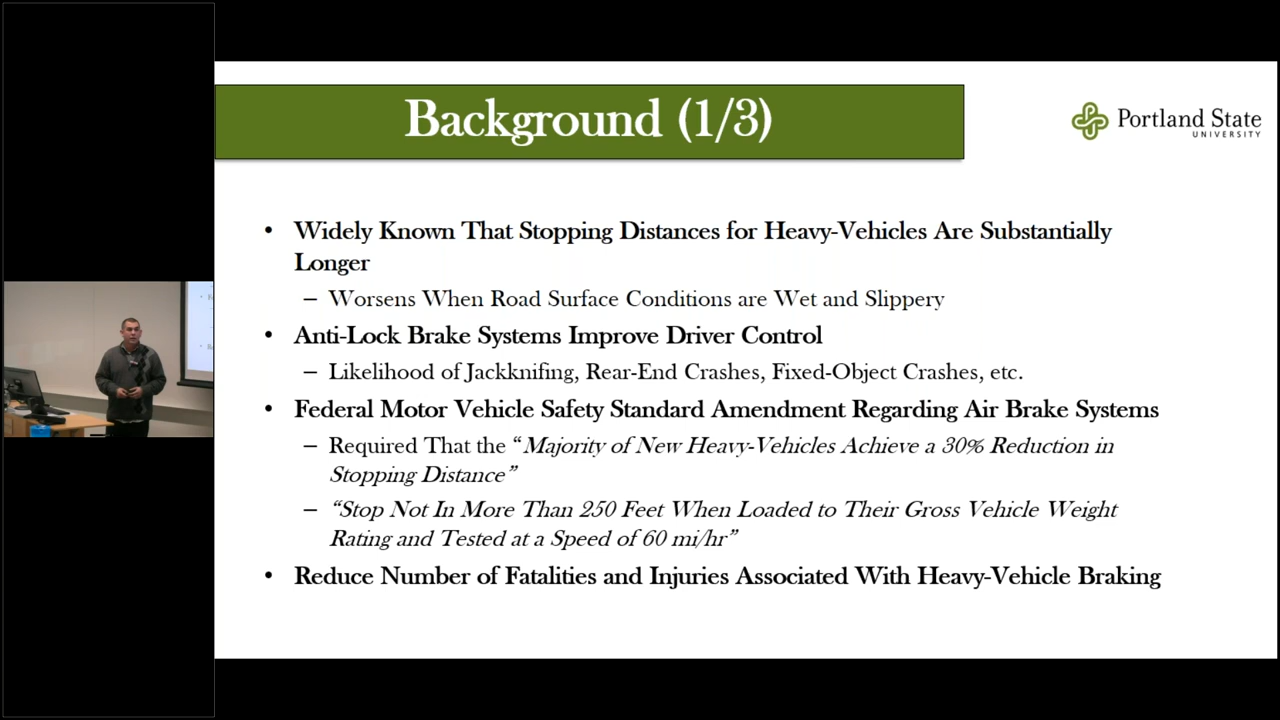 Background (1/3)
Portland State
UNIVERSITY
• Widely Known That Stopping Distances for Heavy-Vehicles Are Substantially
Longer
– Worsens When Road Surface Conditions are Wet and Slippery
• Anti-Lock Brake Systems Improve Driver Control
– Likelihood of Jackknifing, Rear-End Crashes, Fixed-Object Crashes, etc.
• Federal Motor Vehicle Safety Standard Amendment Regarding Air Brake Systems
– Required That the “Majority of New Heavy-Vehicles Achieve a 30% Reduction in
Stopping Distance”
– “Stop Not In More Than 250 Feet When Loaded to Their Gross Vehicle Weight
Rating and Tested at a Speed of 60 mi/hr”
• Reduce Number of Fatalities and Injuries Associated With Heavy-Vehicle Braking